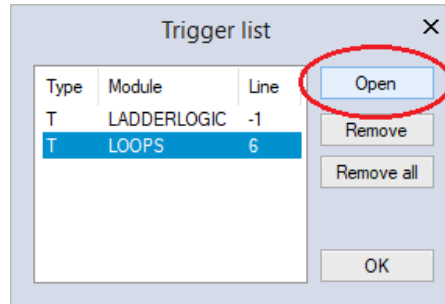 Trigger list
Type Module Line
T LADDERLOGIC -1
T LOOPS 6
Open
Remove
Remove all
OK